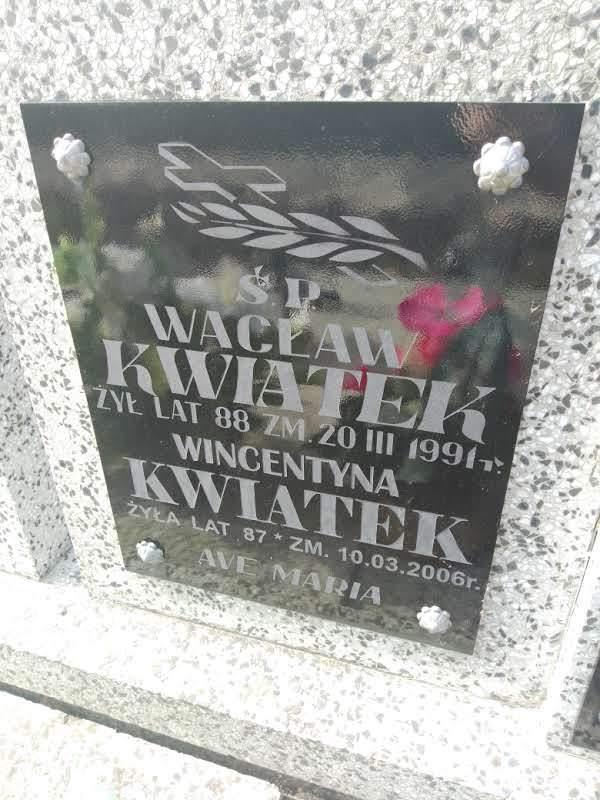 Ś P
WACŁAW
KWIATEK
ŻYŁ LAT 88 ZM. 20 III 1991r.
WINCENTYNA
KWIATEK
ŻYŁA LAT 87 * ZM. 10.03.2006r.
AVE MARIA